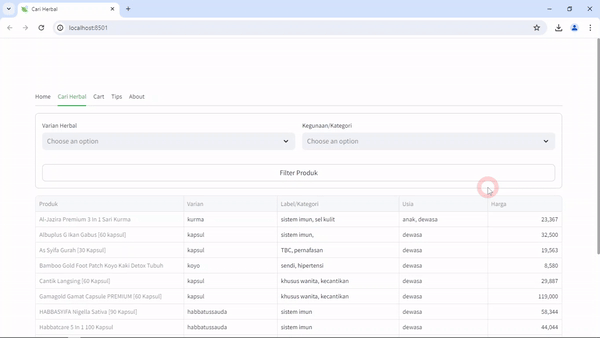 Cari Herbal
localhost:8501
Home Cari Herbal Cart Tips About
Varian Herbal Kegunaan/Kategori
Choose an option Choose an option
Filter Produk
Produk Varian Label/Kategori Usia Harga
Al-Jazira Premium 3 in 1 Sari Kurma kurma sistem imun, sel kulit anak, dewasa 23,367
Albuplus G Ikan Gabus [60 kapsul] kapsul sistem imun, dewasa 32,500
As Syifa Gurah [30 Kapsul] kapsul TBC, pernafasan dewasa 19,563
Bamboo Gold Foot Patch Koyo Kaki Detox Tubuh koyo sendi, hipertensi dewasa 8,580
Cantik Langsing [60 Kapsul] kapsul khusus wanita, kecantikan dewasa 29,887
Gamagold Gamat Capsule PREMIUM [60 Kapsul] kapsul khusus wanita, kecantikan dewasa 119,000
HABBASYIFA Nigella Sativa [90 Kapsul] habbatussauda sistem imun dewasa 58,344
Habbatcare 5 in 1 100 Kapsul habbatussauda sistem imun dewasa 44,044